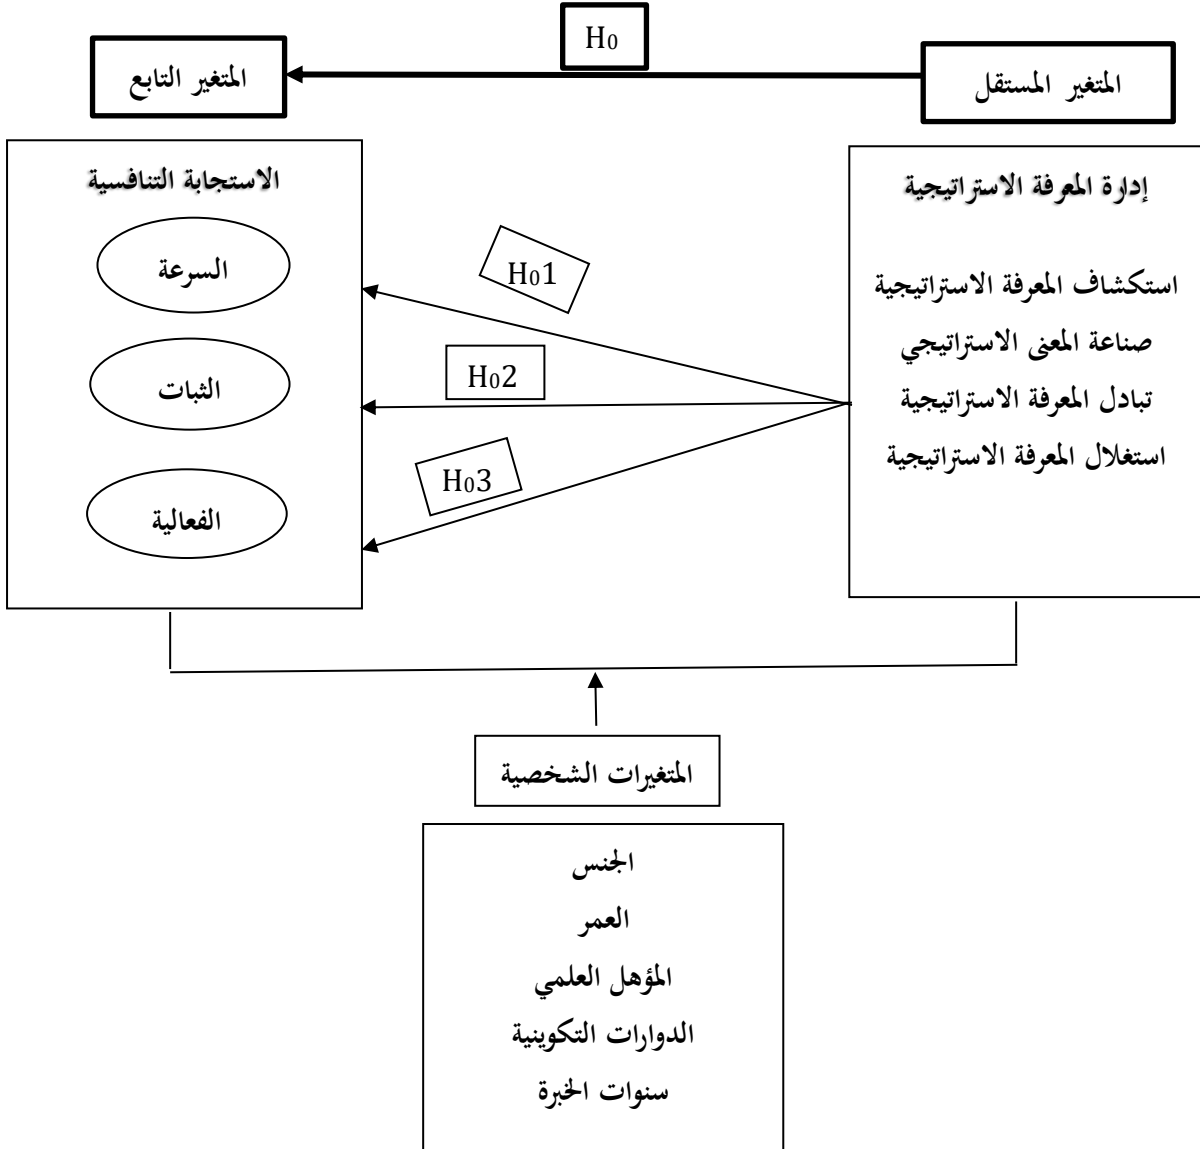 H0
المتغير المستقل
المتغير التابع
إدارة المعرفة الاستراتيجية
استكشاف المعرفة الاستراتيجية
صناعة المعنى الاستراتيجي
تبادل المعرفة الاستراتيجية
استغلال المعرفة الاستراتيجية
H01
H02
H03
الاستجابة التنافسية
السرعة
الثبات
الفعالية
المتغيرات الشخصية
الجنس
العمر
المؤهل العلمي
الدوارات التكوينية
سنوات الخبرة